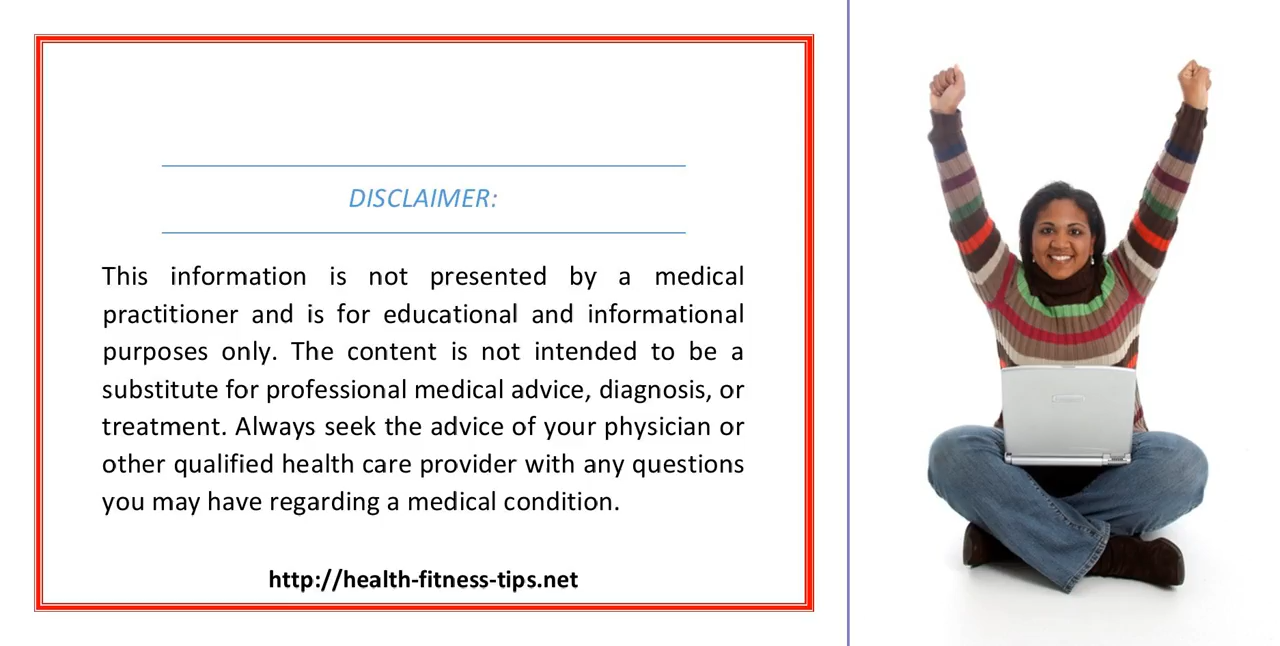 DISCLAIMER:
This information is not presented by a medical
practitioner and is for educational and informational
purposes only. The content is not intended to be a
substitute for professional medical advice, diagnosis, or
treatment. Always seek the advice of your physician or
other qualified health care provider with any questions
you may have regarding a medical condition.
http://health-fitness-tips.net